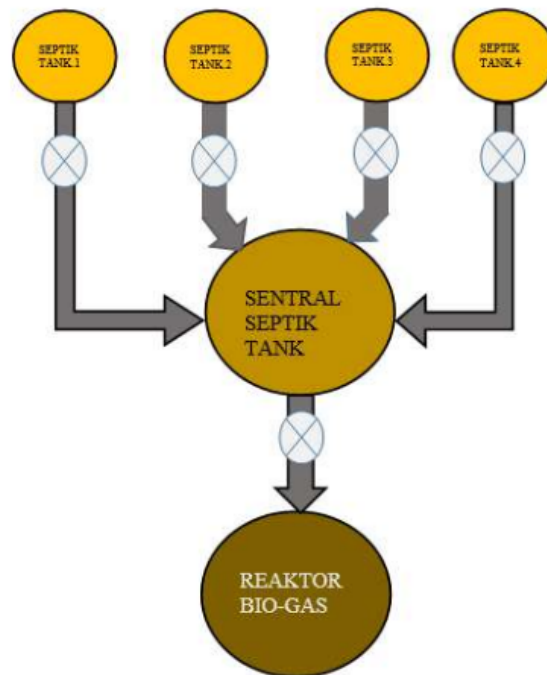 SEPTIK
TANK.1
SEPTIK
TANK.2
SEPTIK
TANK.3
SEPTIK
TANK.4
SENTRAL
SEPTIK
TANK
REAKTOR
BIO-GAS